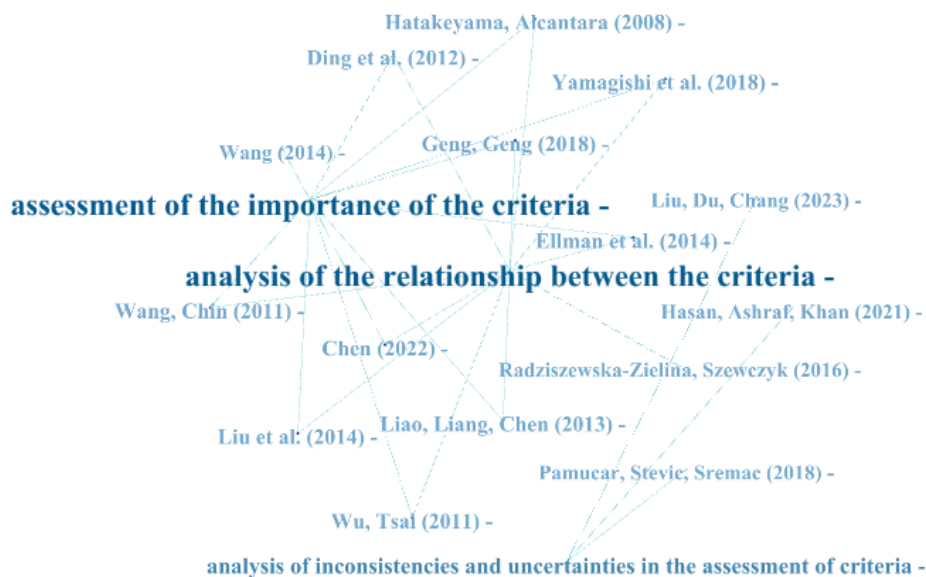 Hatakeyama, Alcantara (2008) -
Ding et al. (2012) -
Yamagishi et al. (2018) -
Geng, Geng (2018) -
Wang (2014) -
assessment of the importance of the criteria -
Liu, Du, Chang (2023) -
Ellman et al. (2014) -
analysis of the relationship between the criteria -
Wang, Chin (2011) -
Hasan, Ashraf, Khan (2021) -
Chen (2022) -
Radziszewska-Zielina, Szewczyk (2016) -
Liao, Liang, Chen (2013) -
Liu et al. (2014) -
Pamucar, Stevic, Sremac (2018) -
Wu, Tsai (2011) -
analysis of inconsistencies and uncertainties in the assessment of criteria -